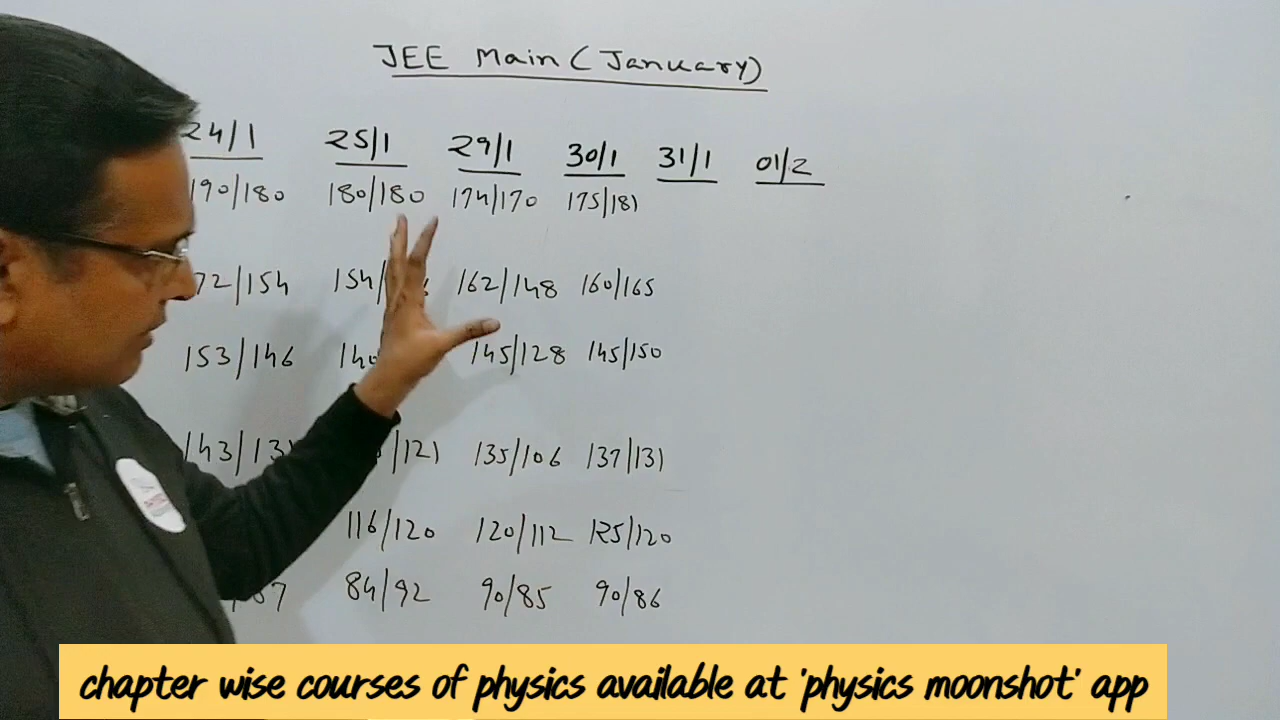 JEE Main (January)
24/1 25/1 29/1 30/1 31/1 01/2
190/180 180/180 174/170 175/181
72/154 154/ 162/148 160/165
153/146 140 145/128 145/150
143/131 /121 135/106 137/131
116/120 120/112 125/120
84/92 90/85 90/86
chapter wise courses of physics available at 'physics moonshot' app